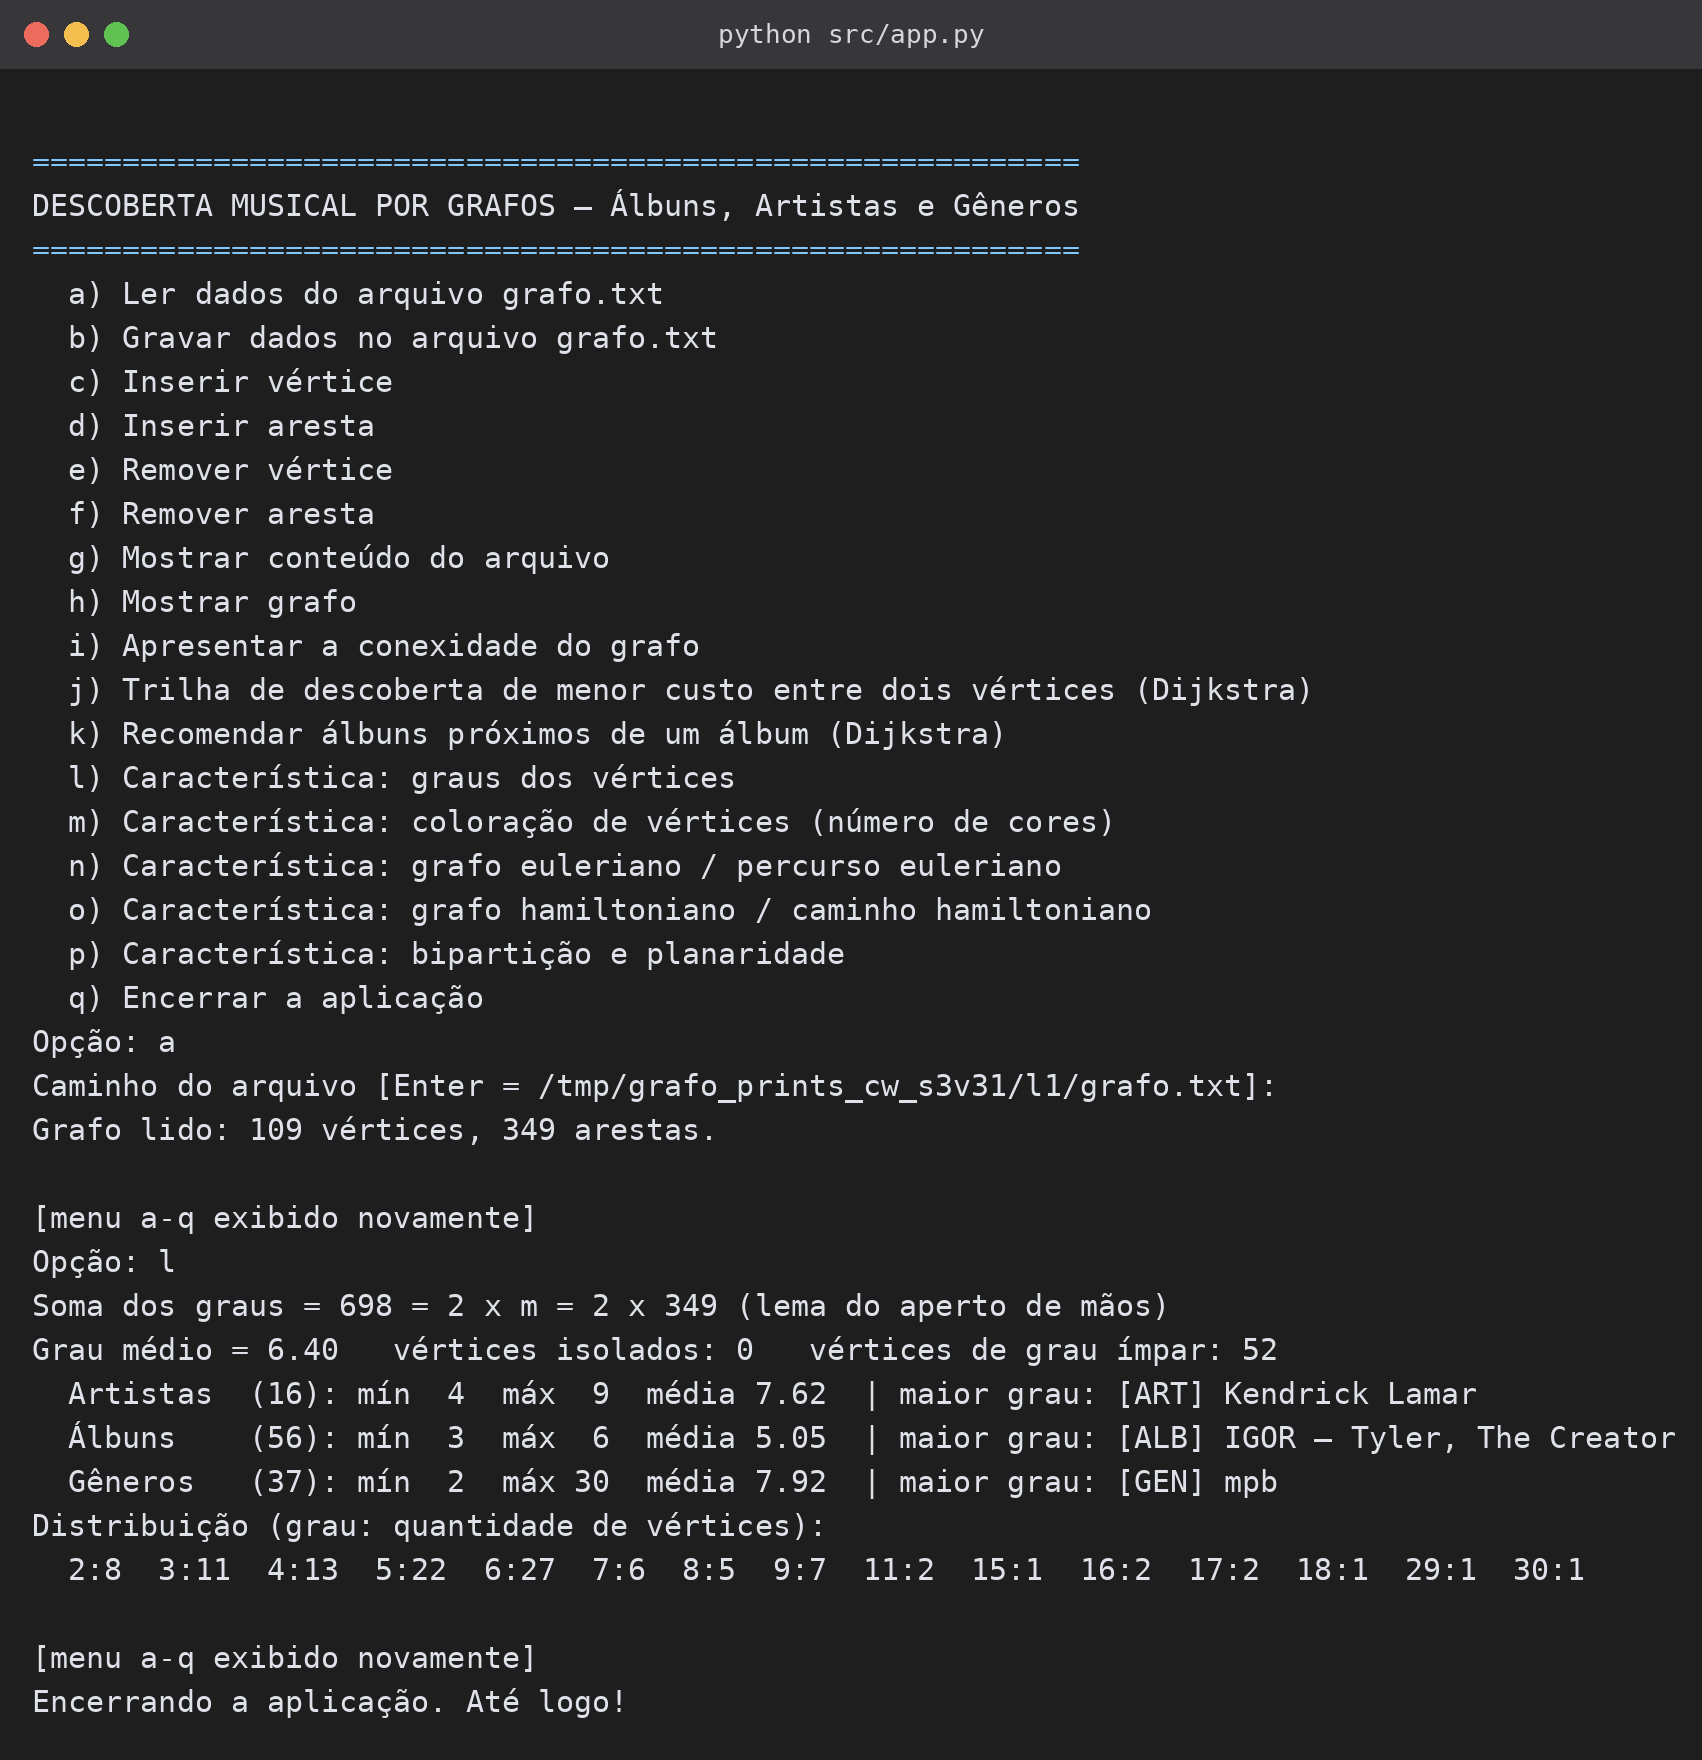 python src/app.py
==========================================================
DESCOBERTA MUSICAL POR GRAFOS — Álbuns, Artistas e Gêneros
==========================================================
  a) Ler dados do arquivo grafo.txt
  b) Gravar dados no arquivo grafo.txt
  c) Inserir vértice
  d) Inserir aresta
  e) Remover vértice
  f) Remover aresta
  g) Mostrar conteúdo do arquivo
  h) Mostrar grafo
  i) Apresentar a conexidade do grafo
  j) Trilha de descoberta de menor custo entre dois vértices (Dijkstra)
  k) Recomendar álbuns próximos de um álbum (Dijkstra)
  l) Característica: graus dos vértices
  m) Característica: coloração de vértices (número de cores)
  n) Característica: grafo euleriano / percurso euleriano
  o) Característica: grafo hamiltoniano / caminho hamiltoniano
  p) Característica: bipartição e planaridade
  q) Encerrar a aplicação
Opção: a
Caminho do arquivo [Enter = /tmp/grafo_prints_cw_s3v31/l1/grafo.txt]:
Grafo lido: 109 vértices, 349 arestas.
[menu a-q exibido novamente]
Opção: l
Soma dos graus = 698 = 2 x m = 2 x 349 (lema do aperto de mãos)
Grau médio = 6.40   vértices isolados: 0   vértices de grau ímpar: 52
  Artistas  (16): mín  4  máx  9  média 7.62  | maior grau: [ART] Kendrick Lamar
  Álbuns    (56): mín  3  máx  6  média 5.05  | maior grau: [ALB] IGOR — Tyler, The Creator
  Gêneros   (37): mín  2  máx 30  média 7.92  | maior grau: [GEN] mpb
Distribuição (grau: quantidade de vértices):
  2:8  3:11  4:13  5:22  6:27  7:6  8:5  9:7  11:2  15:1  16:2  17:2  18:1  29:1  30:1
[menu a-q exibido novamente]
Encerrando a aplicação. Até logo!